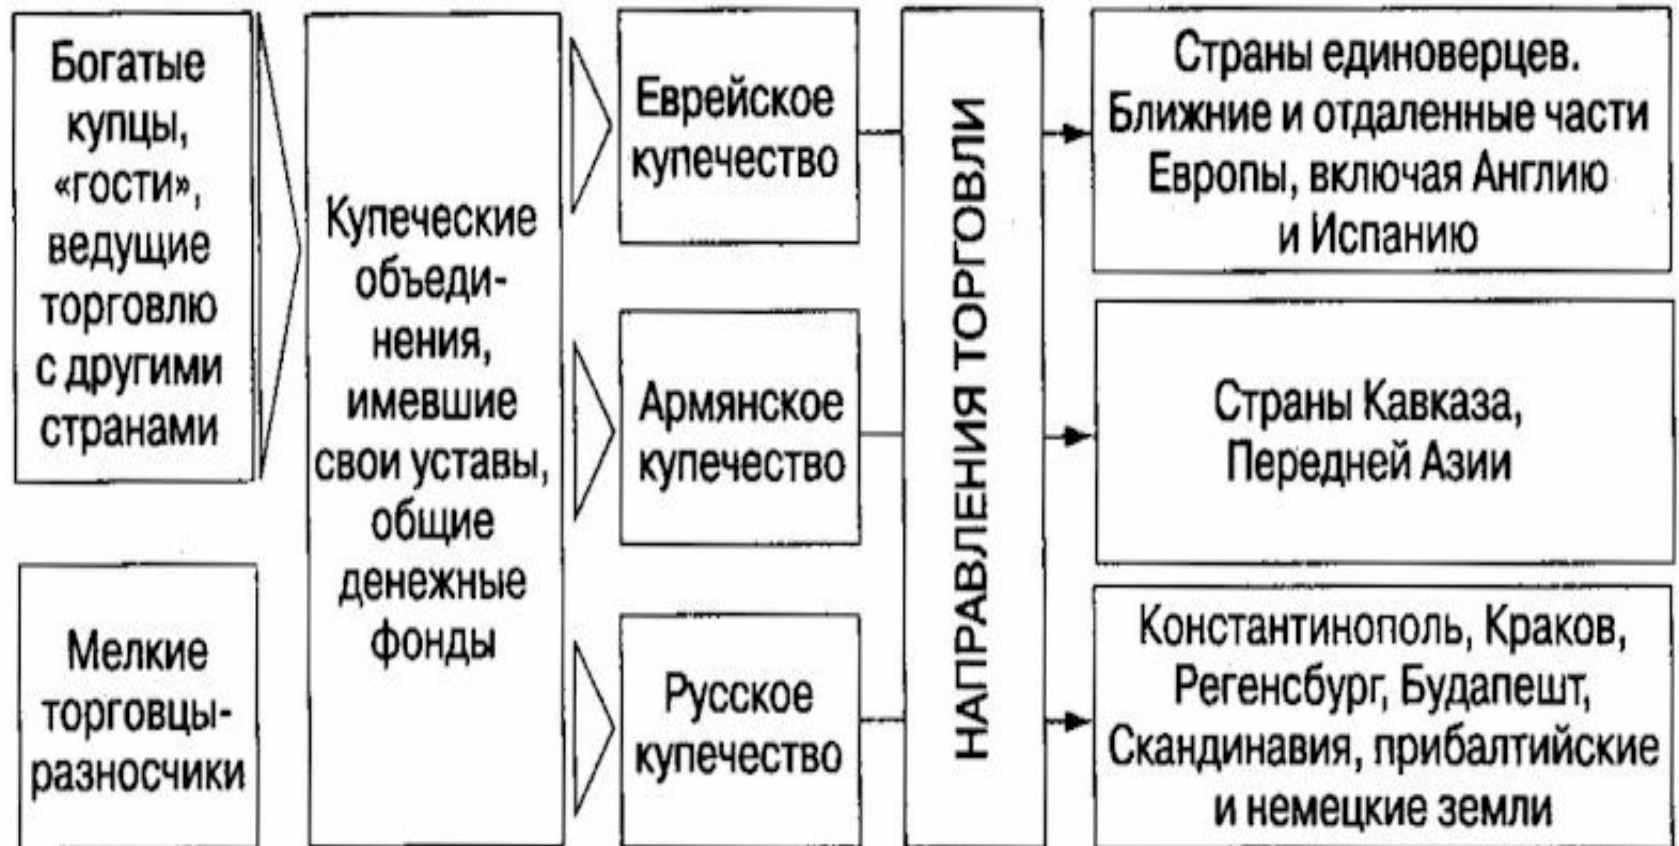 Богатые
купцы,
«гости»,
ведущие
торговлю
с другими
странами
Мелкие
торговцы-
разносчики
Купеческие
объеди-
нения,
имевшие
свои уставы,
общие
денежные
фонды
Еврейское
купечество
Армянское
купечество
Русское
купечество
НАПРАВЛЕНИЯ ТОРГОВЛИ
Страны единоверцев.
Ближние и отдаленные части
Европы, включая Англию
и Испанию
Страны Кавказа,
Передней Азии
Константинополь, Краков,
Регенсбург, Будапешт,
Скандинавия, прибалтийские
и немецкие земли